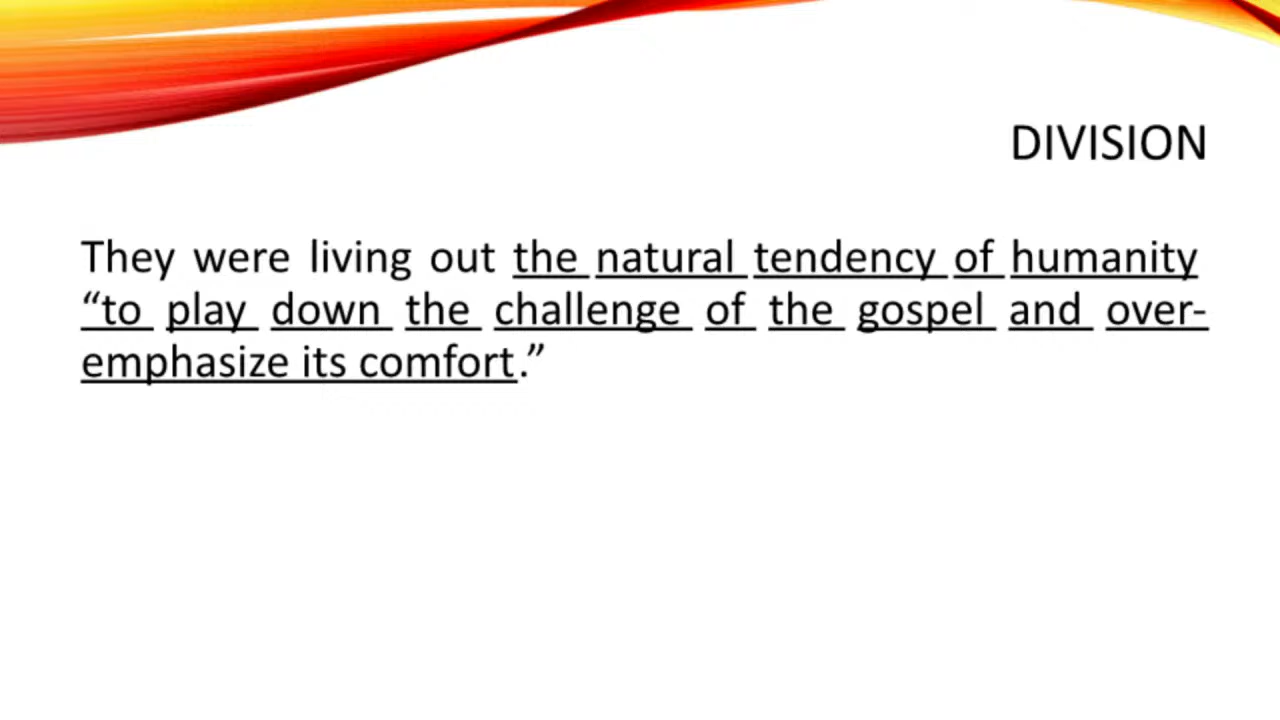 DIVISION
They were living out the natural tendency of humanity
“to play down the challenge of the gospel and over-
emphasize its comfort.”